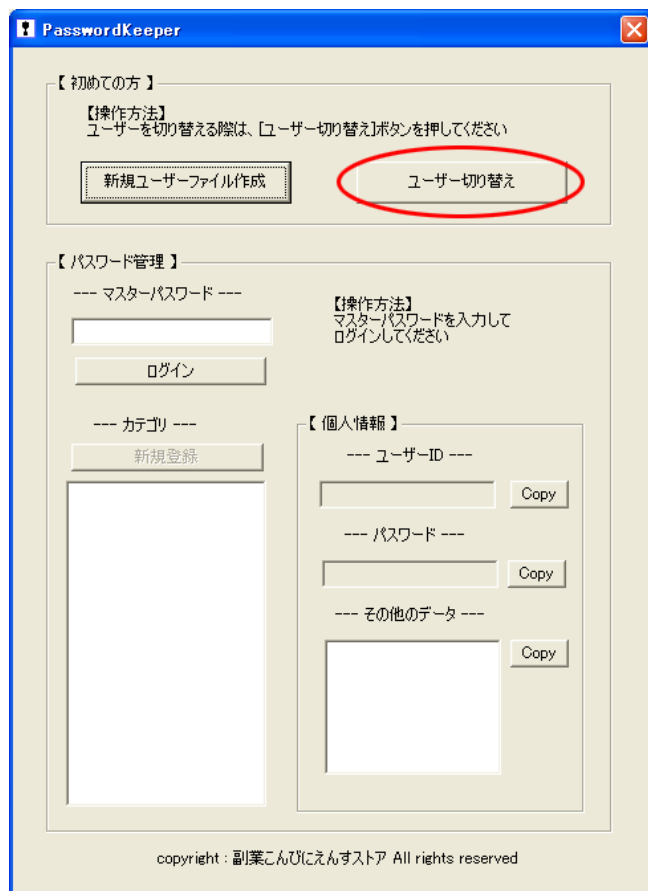 PasswordKeeper
【 初めての方 】
【操作方法】
ユーザーを切り替える際は、[ユーザー切り替え]ボタンを押してください
新規ユーザーファイル作成
ユーザー切り替え
【 パスワード管理 】
--- マスターパスワード ---
【操作方法】
マスターパスワードを入力して
ログインしてください
ログイン
--- カテゴリ ---
新規登録
【 個人情報 】
--- ユーザーID ---
Copy
--- パスワード ---
Copy
--- その他のデータ ---
Copy
copyright : 副業こんびにえんすストア All rights reserved